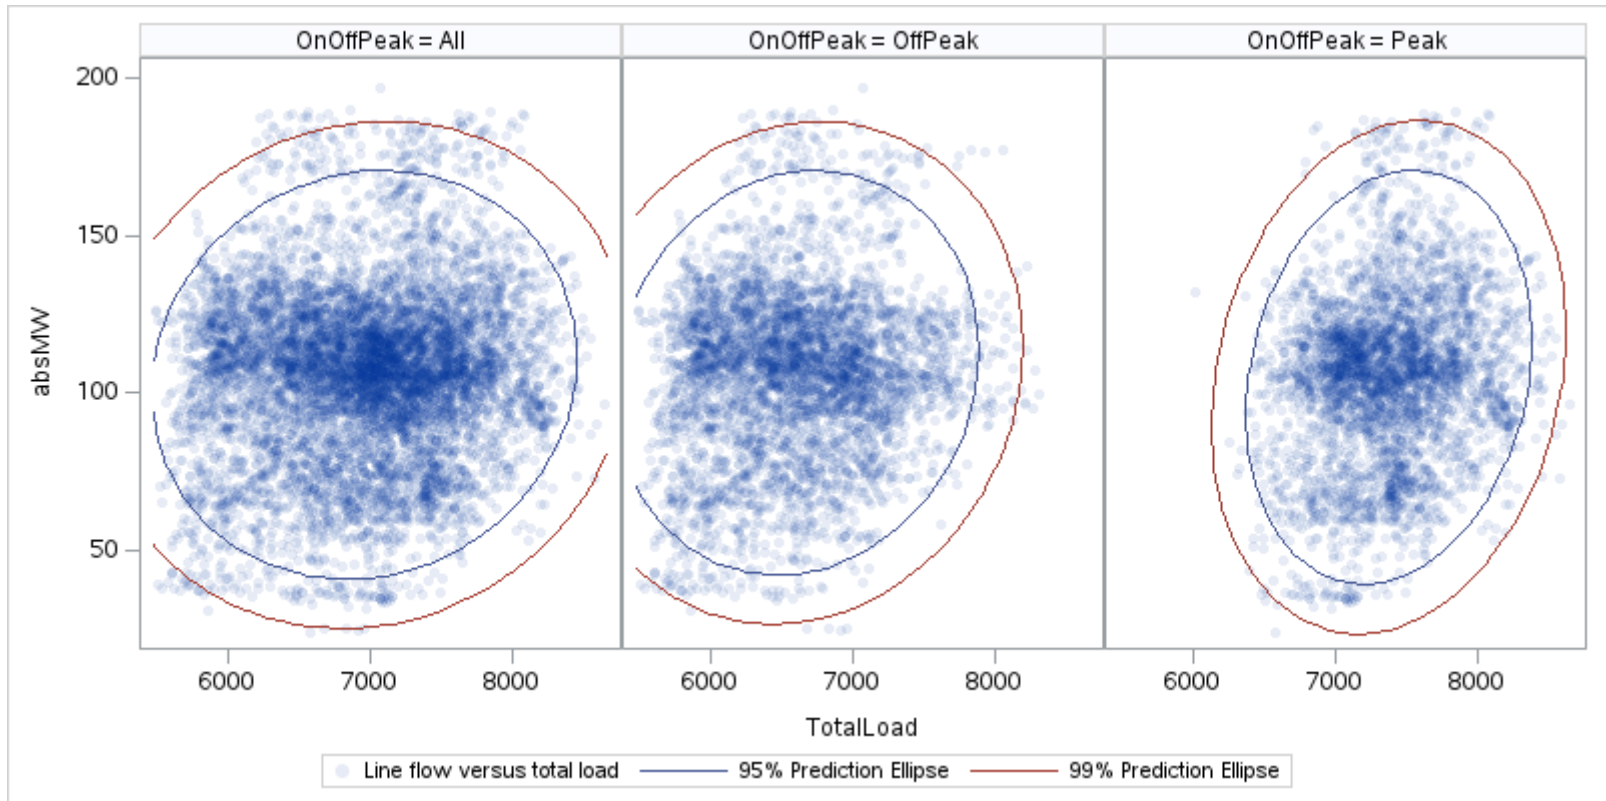 OnOffPeak = All OnOffPeak = OffPeak OnOffPeak = Peak
200
150
100
50
absMW
6000 7000 8000 6000 7000 8000 6000 7000 8000
TotalLoad
Line flow versus total load 95% Prediction Ellipse 99% Prediction Ellipse